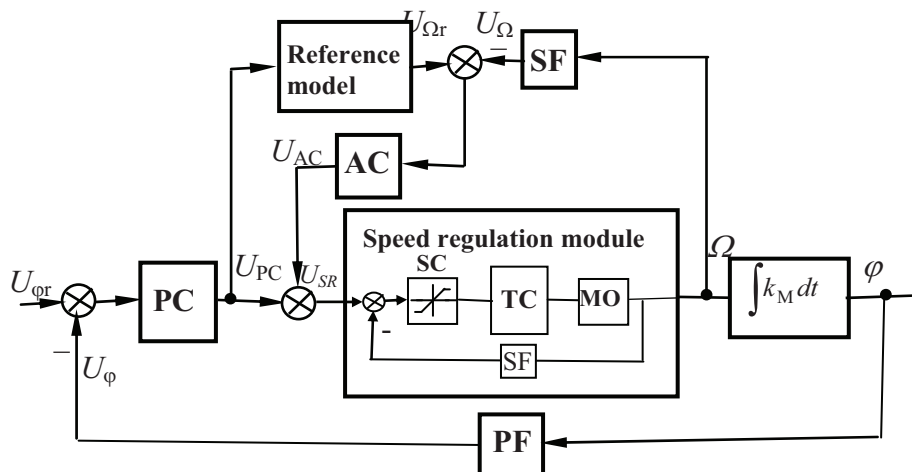 U_Ωr
U_Ω
−
Reference
model
SF
U_AC
AC
Speed regulation module
Ω
φ
U_φr
PC
U_PC
U_SR
SC
TC
MO
∫ k_M dt
-
SF
−
U_φ
PF